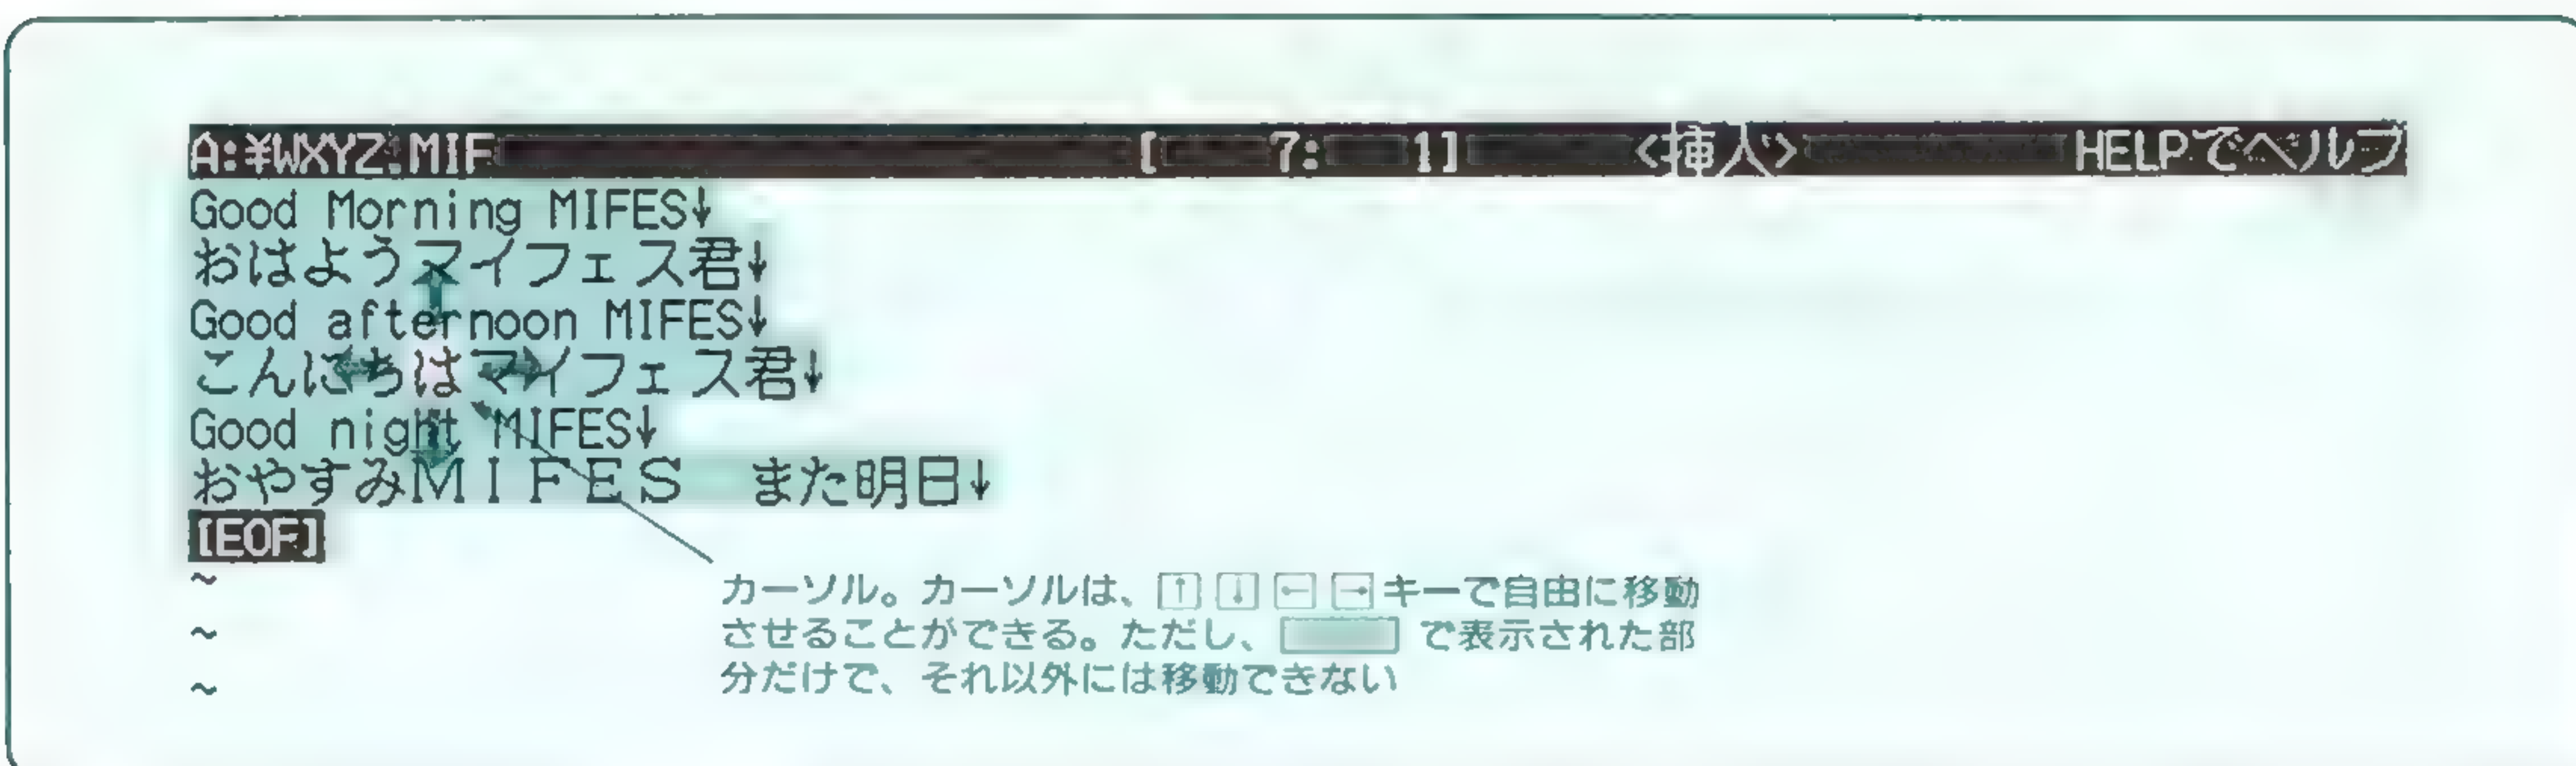 A:¥WXYZ.MIF [ 7: 1] <挿入> HELPでヘルプ
Good Morning MIFES↓
おはようマイフェス君↓
Good afternoon MIFES↓
こんにちはマイフェス君↓
Good night MIFES↓
おやすみMIFES　また明日↓
[EOF]
~
~
~
カーソル。カーソルは、↑ ↓ ← →キーで自由に移動
させることができる。ただし、 で表示された部
分だけで、それ以外には移動できない